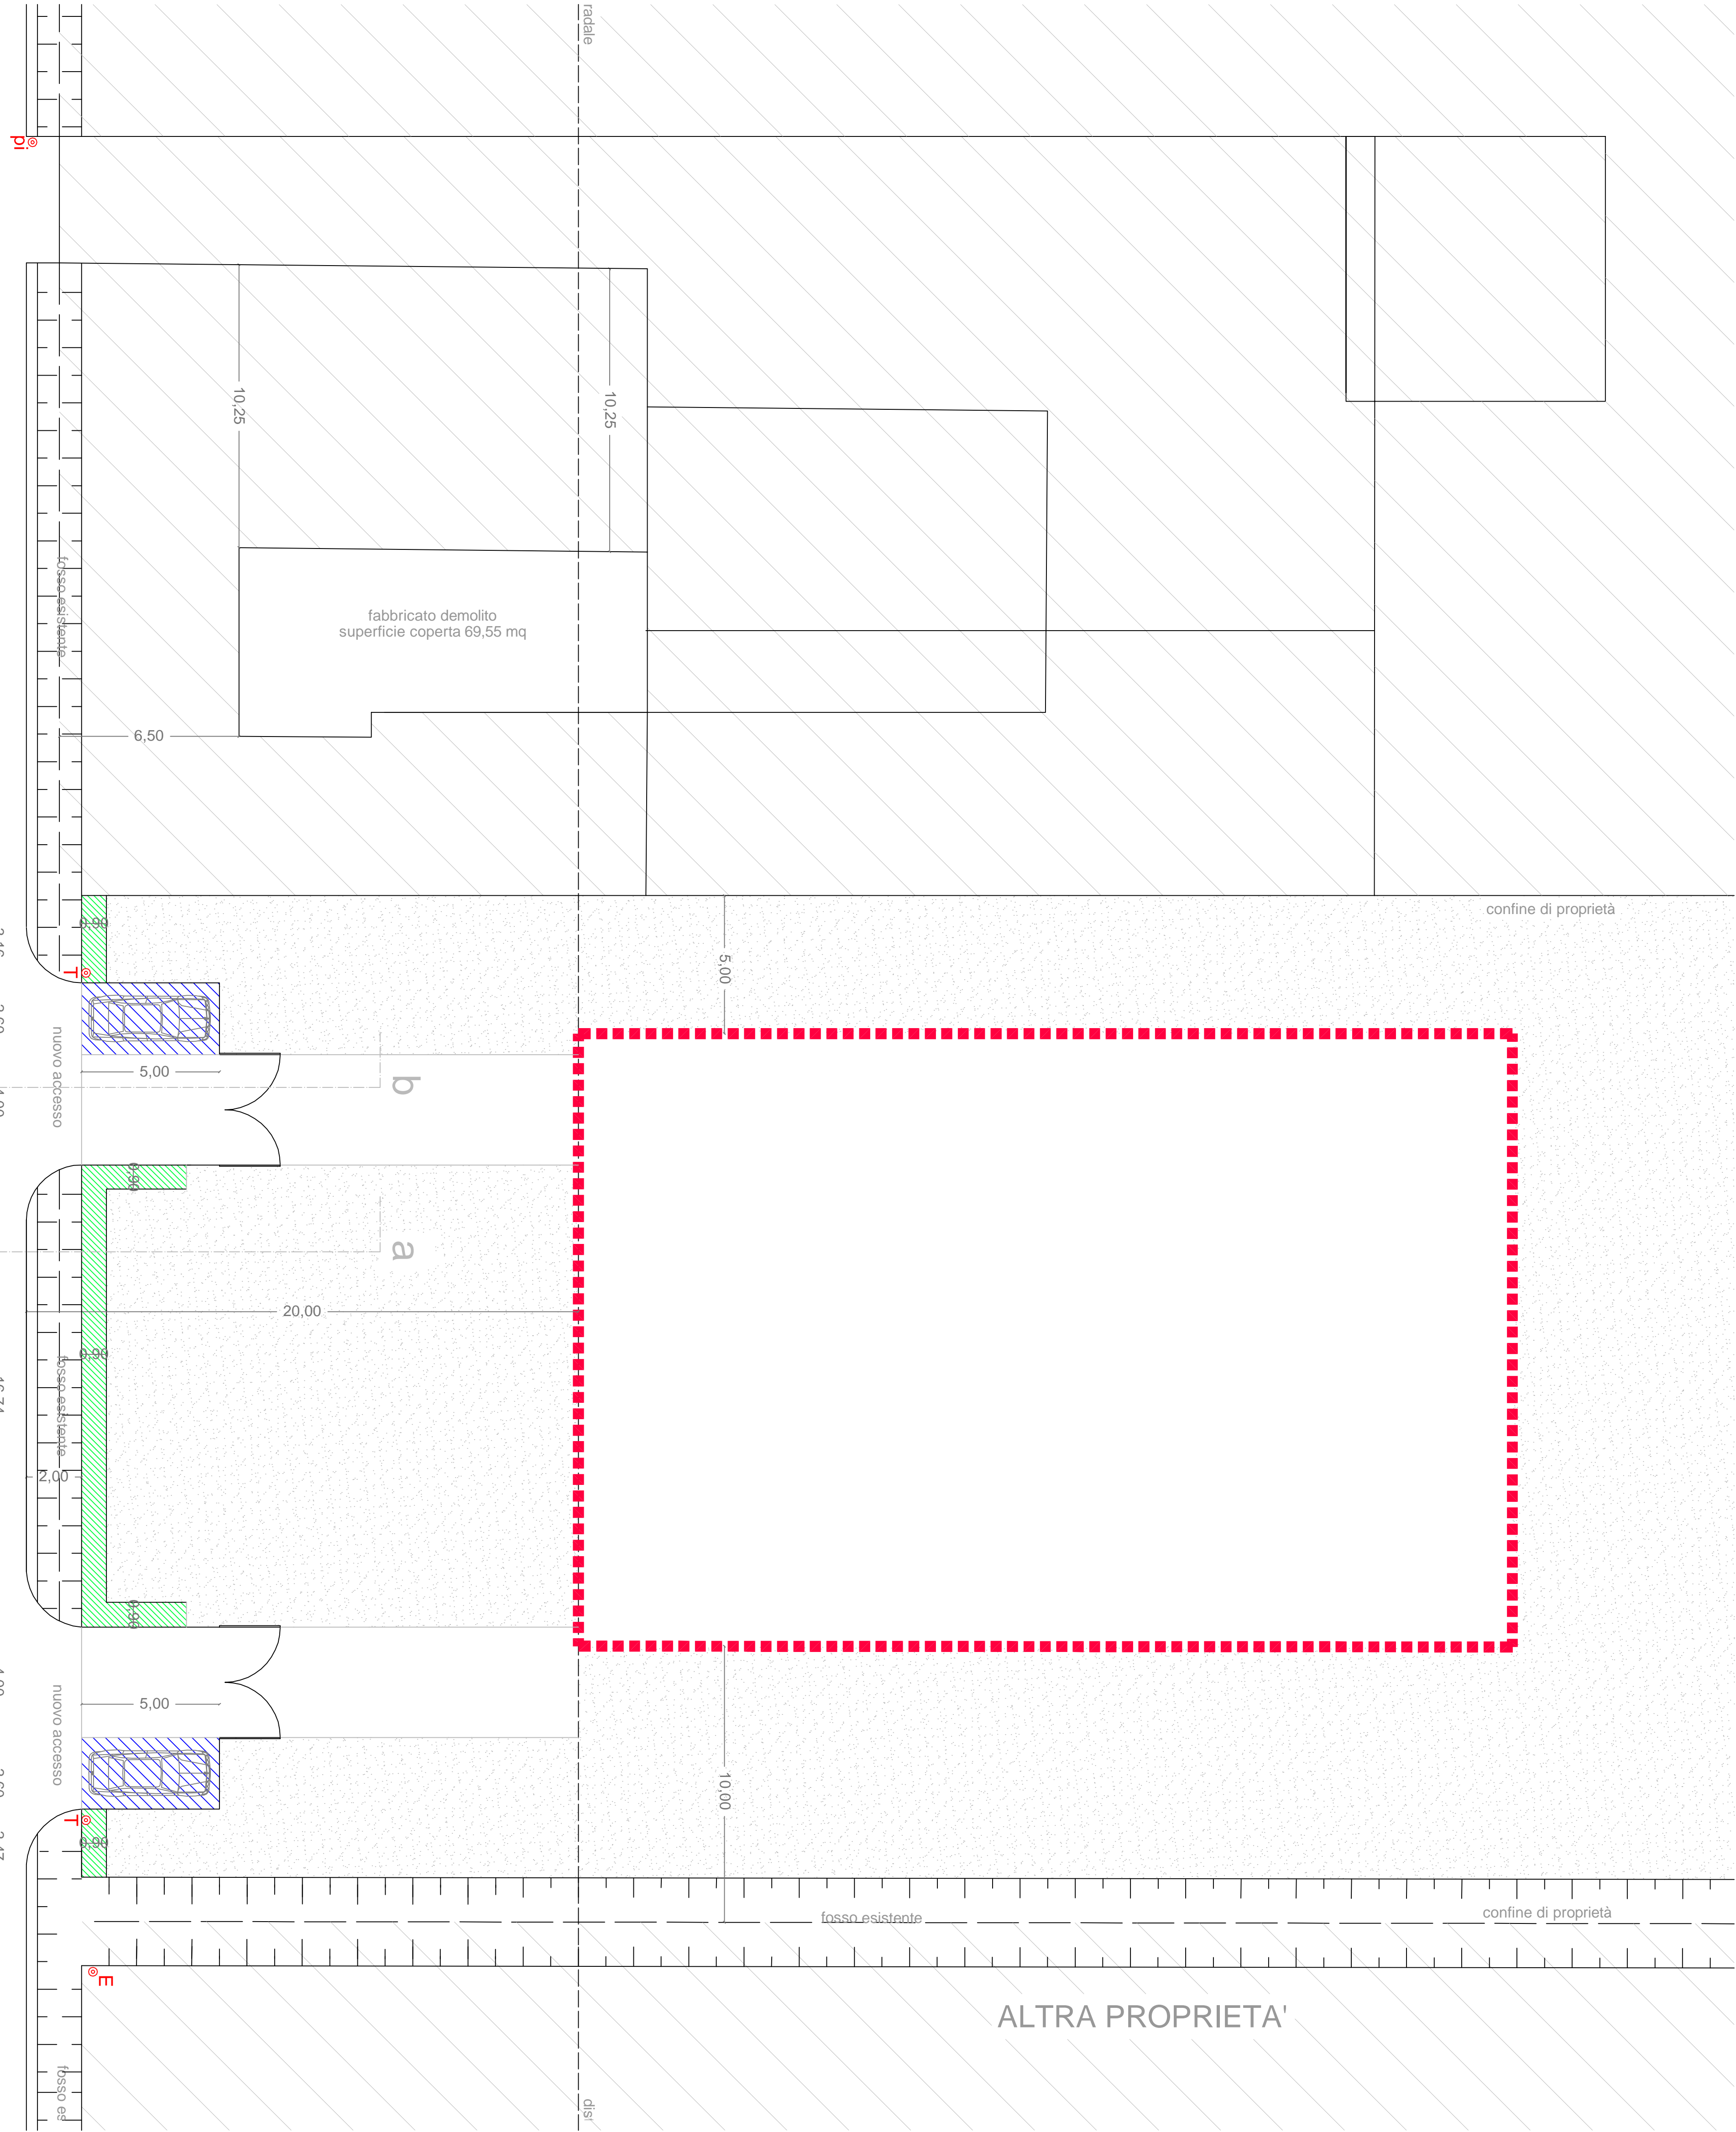 radale
pi
10,25
10,25
fosso esistente
fabbricato demolito
superficie coperta 69,55 mq
6,50
confine di proprietà
0,90
5,00
T
nuovo accesso
5,00
b
0,90
a
20,00
0,90
fosso esistente
2,00
0,90
nuovo accesso
5,00
10,00
T
0,90
fosso esistente
confine di proprietà
E
ALTRA PROPRIETA'
fosso es